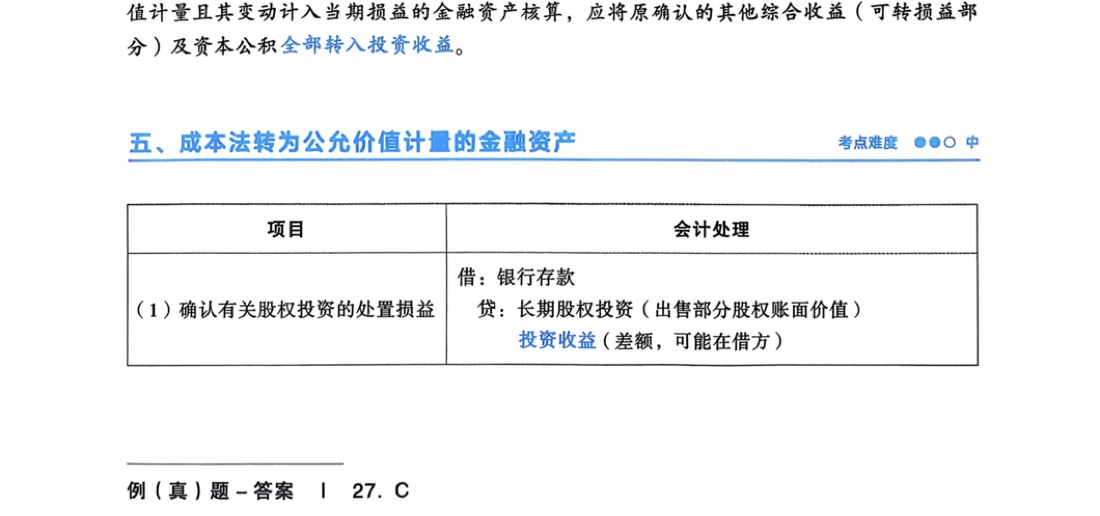 值计量且其变动计入当期损益的金融资产核算，应将原确认的其他综合收益（可转损益部
分）及资本公积全部转入投资收益。
五、成本法转为公允价值计量的金融资产
考点难度 ●●○ 中
项目
会计处理
（1）确认有关股权投资的处置损益
借：银行存款
贷：长期股权投资（出售部分股权账面价值）
投资收益（差额，可能在借方）
例（真）题–答案 | 27. C